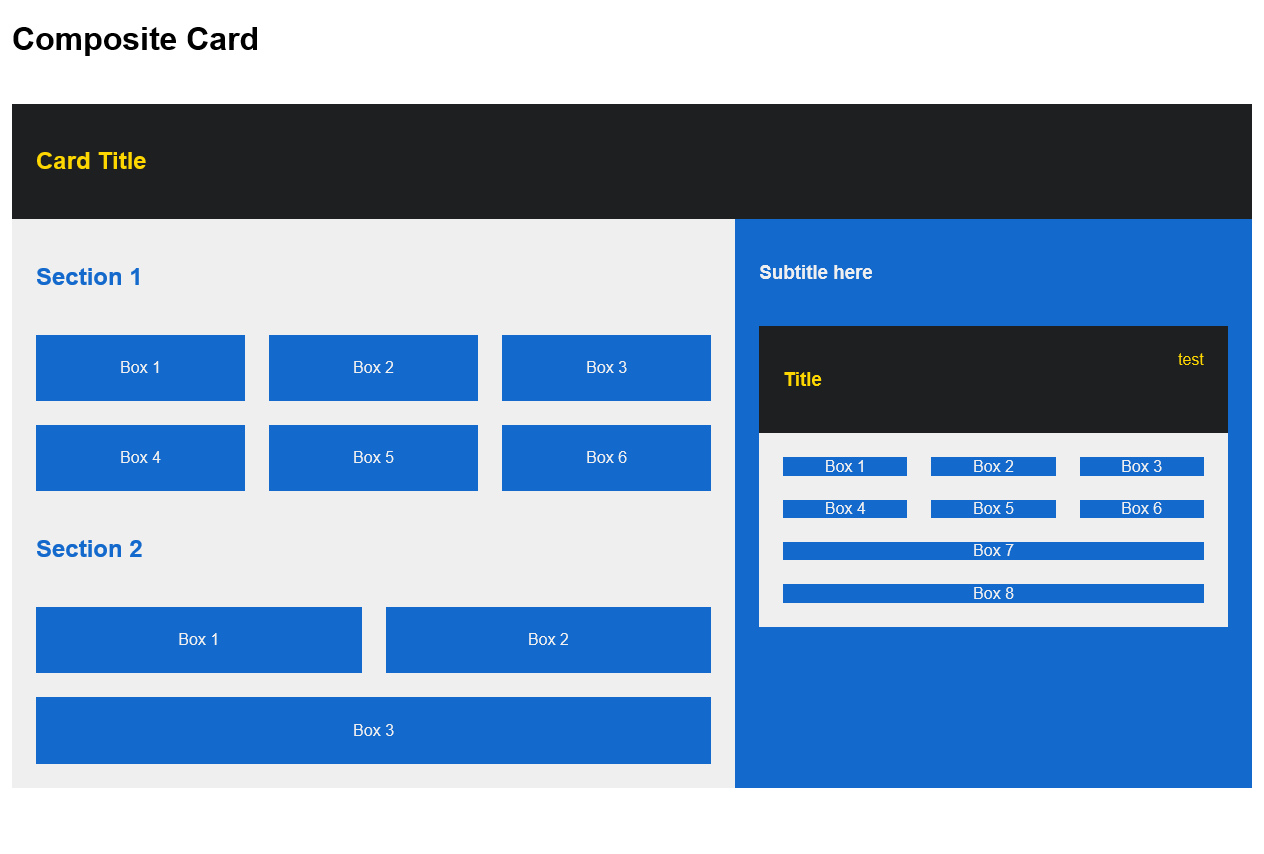 Composite Card
Card Title
Section 1
Box 1 Box 2 Box 3
Box 4 Box 5 Box 6
Section 2
Box 1 Box 2
Box 3
Subtitle here
test
Title
Box 1 Box 2 Box 3
Box 4 Box 5 Box 6
Box 7
Box 8